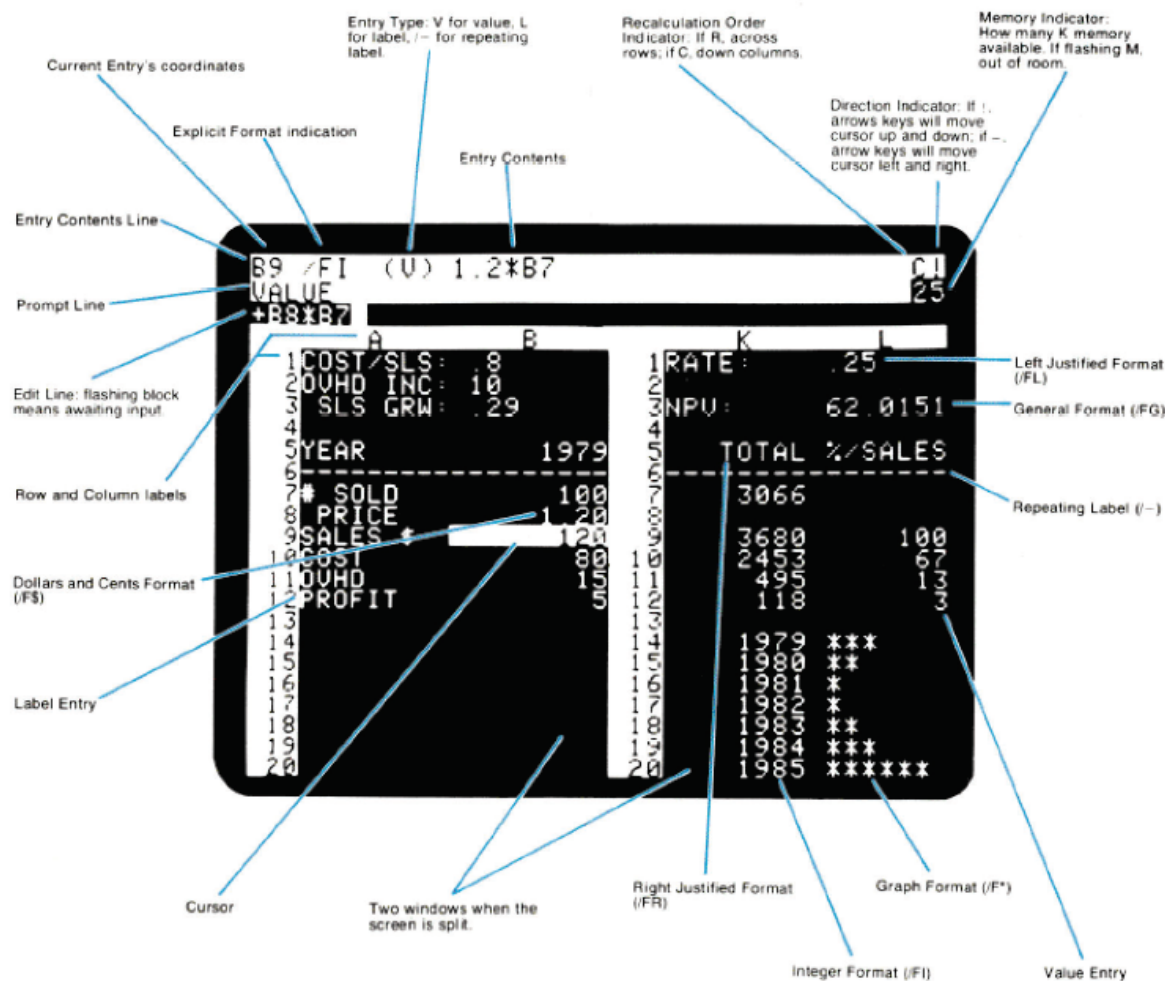 Entry Type: V for value, L
for label, /– for repeating
label.
Recalculation Order
Indicator: If R, across
rows; if C, down columns.
Memory Indicator:
How many K memory
available. If flashing M,
out of room.
Current Entry's coordinates
Explicit Format indication
Entry Contents
Direction Indicator: If !,
arrows keys will move
cursor up and down; if –,
arrow keys will move
cursor left and right.
Entry Contents Line
B9 /FI (V) 1.2*B7 C!
Prompt Line
VALUE 25
+B8*B7
A B K L
1 COST/SLS: .8 1 RATE: .25
Left Justified Format
(/FL)
2 OVHD INC: 10 2
Edit Line: flashing block
means awaiting input.
3 SLS GRW: .29 3 NPV: 62.0151
General Format (/FG)
4 4
5 YEAR 1979 5 TOTAL %/SALES
6 ------------------ 6 ------------------
Row and Column labels
7 # SOLD 100 7 3066
Repeating Label (/–)
8 PRICE 1.20 8
9 SALES $ 120 9 3680 100
10 COST 80 10 2453 67
Dollars and Cents Format
(/F$)
11 OVHD 15 11 495 13
12 PROFIT 5 12 118 3
13 13
14 14 1979 ***
15 15 1980 **
16 16 1981 *
Label Entry
17 17 1982 *
18 18 1983 **
19 19 1984 ***
20 20 1985 ******
Cursor
Two windows when the
screen is split.
Right Justified Format
(/FR)
Graph Format (/F*)
Integer Format (/FI)
Value Entry